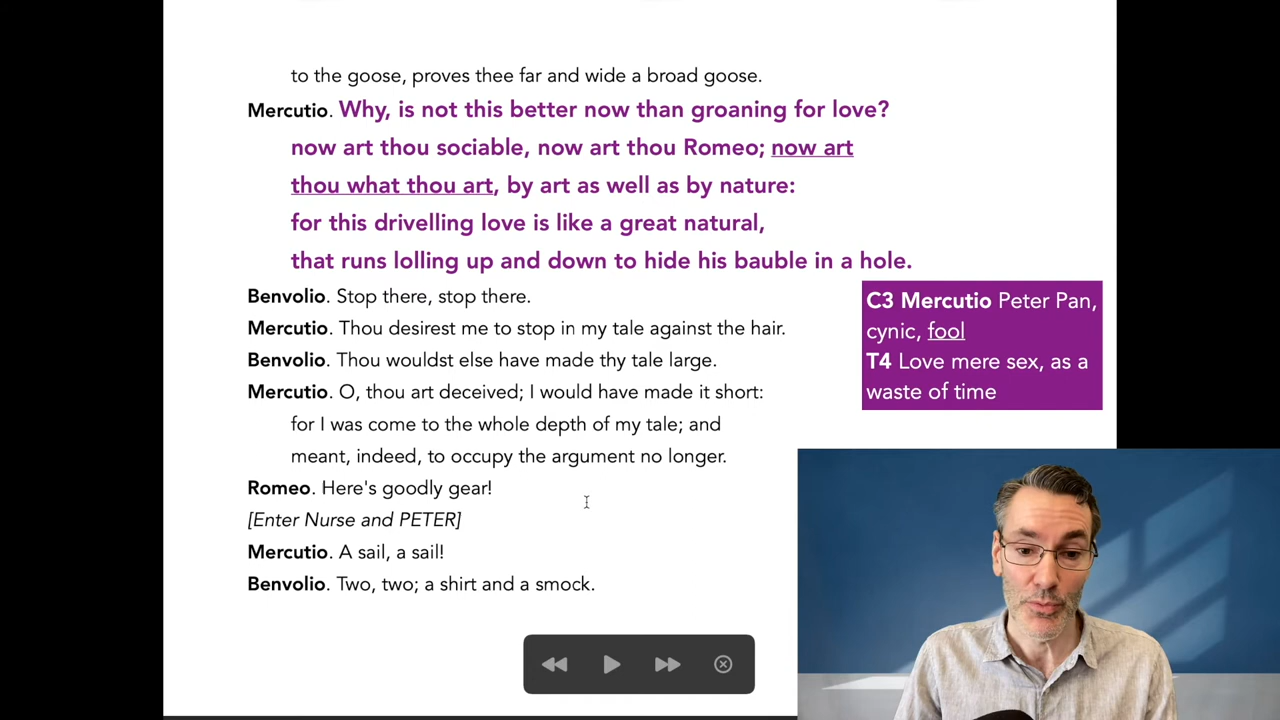 to the goose, proves thee far and wide a broad goose.
Mercutio. Why, is not this better now than groaning for love?
now art thou sociable, now art thou Romeo; now art
thou what thou art, by art as well as by nature:
for this drivelling love is like a great natural,
that runs lolling up and down to hide his bauble in a hole.
Benvolio. Stop there, stop there.
Mercutio. Thou desirest me to stop in my tale against the hair.
Benvolio. Thou wouldst else have made thy tale large.
Mercutio. O, thou art deceived; I would have made it short:
for I was come to the whole depth of my tale; and
meant, indeed, to occupy the argument no longer.
Romeo. Here's goodly gear!
[Enter Nurse and PETER]
Mercutio. A sail, a sail!
Benvolio. Two, two; a shirt and a smock.
C3 Mercutio Peter Pan,
cynic, fool
T4 Love mere sex, as a
waste of time